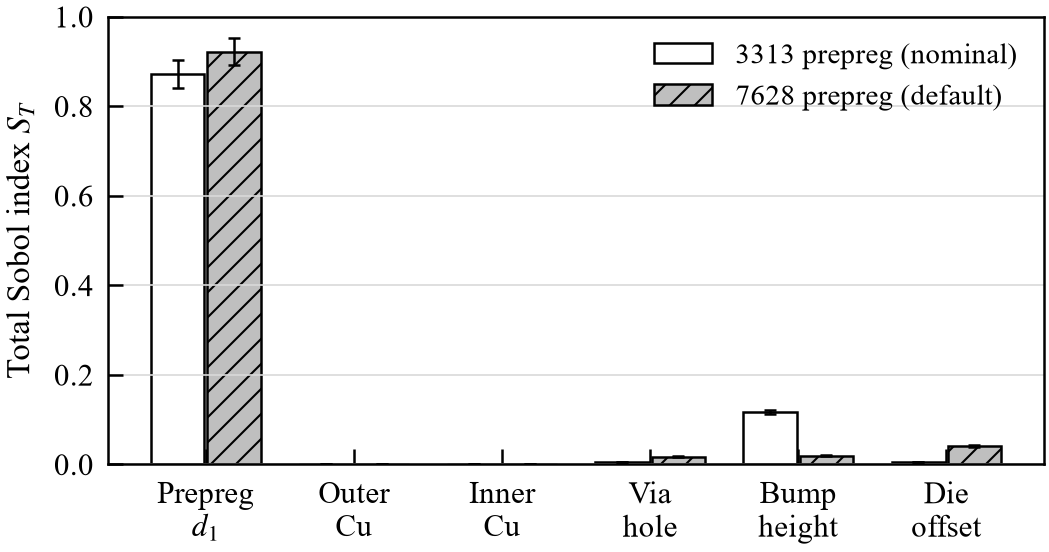 Total Sobol index S_T
1.0
0.8
0.6
0.4
0.2
0.0
3313 prepreg (nominal)
7628 prepreg (default)
Prepreg d₁
Outer Cu
Inner Cu
Via hole
Bump height
Die offset